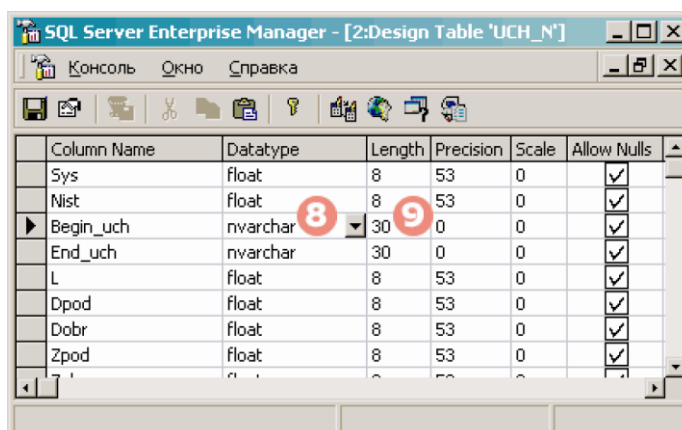 SQL Server Enterprise Manager - [2:Design Table 'UCH_N']
Консоль Окно Справка
Column Name Datatype Length Precision Scale Allow Nulls
Sys float 8 53 0
Nist float 8 53 0
Begin_uch nvarchar 8 30 9 0 0
End_uch nvarchar 30 0 0
L float 8 53 0
Dpod float 8 53 0
Dobr float 8 53 0
Zpod float 8 53 0